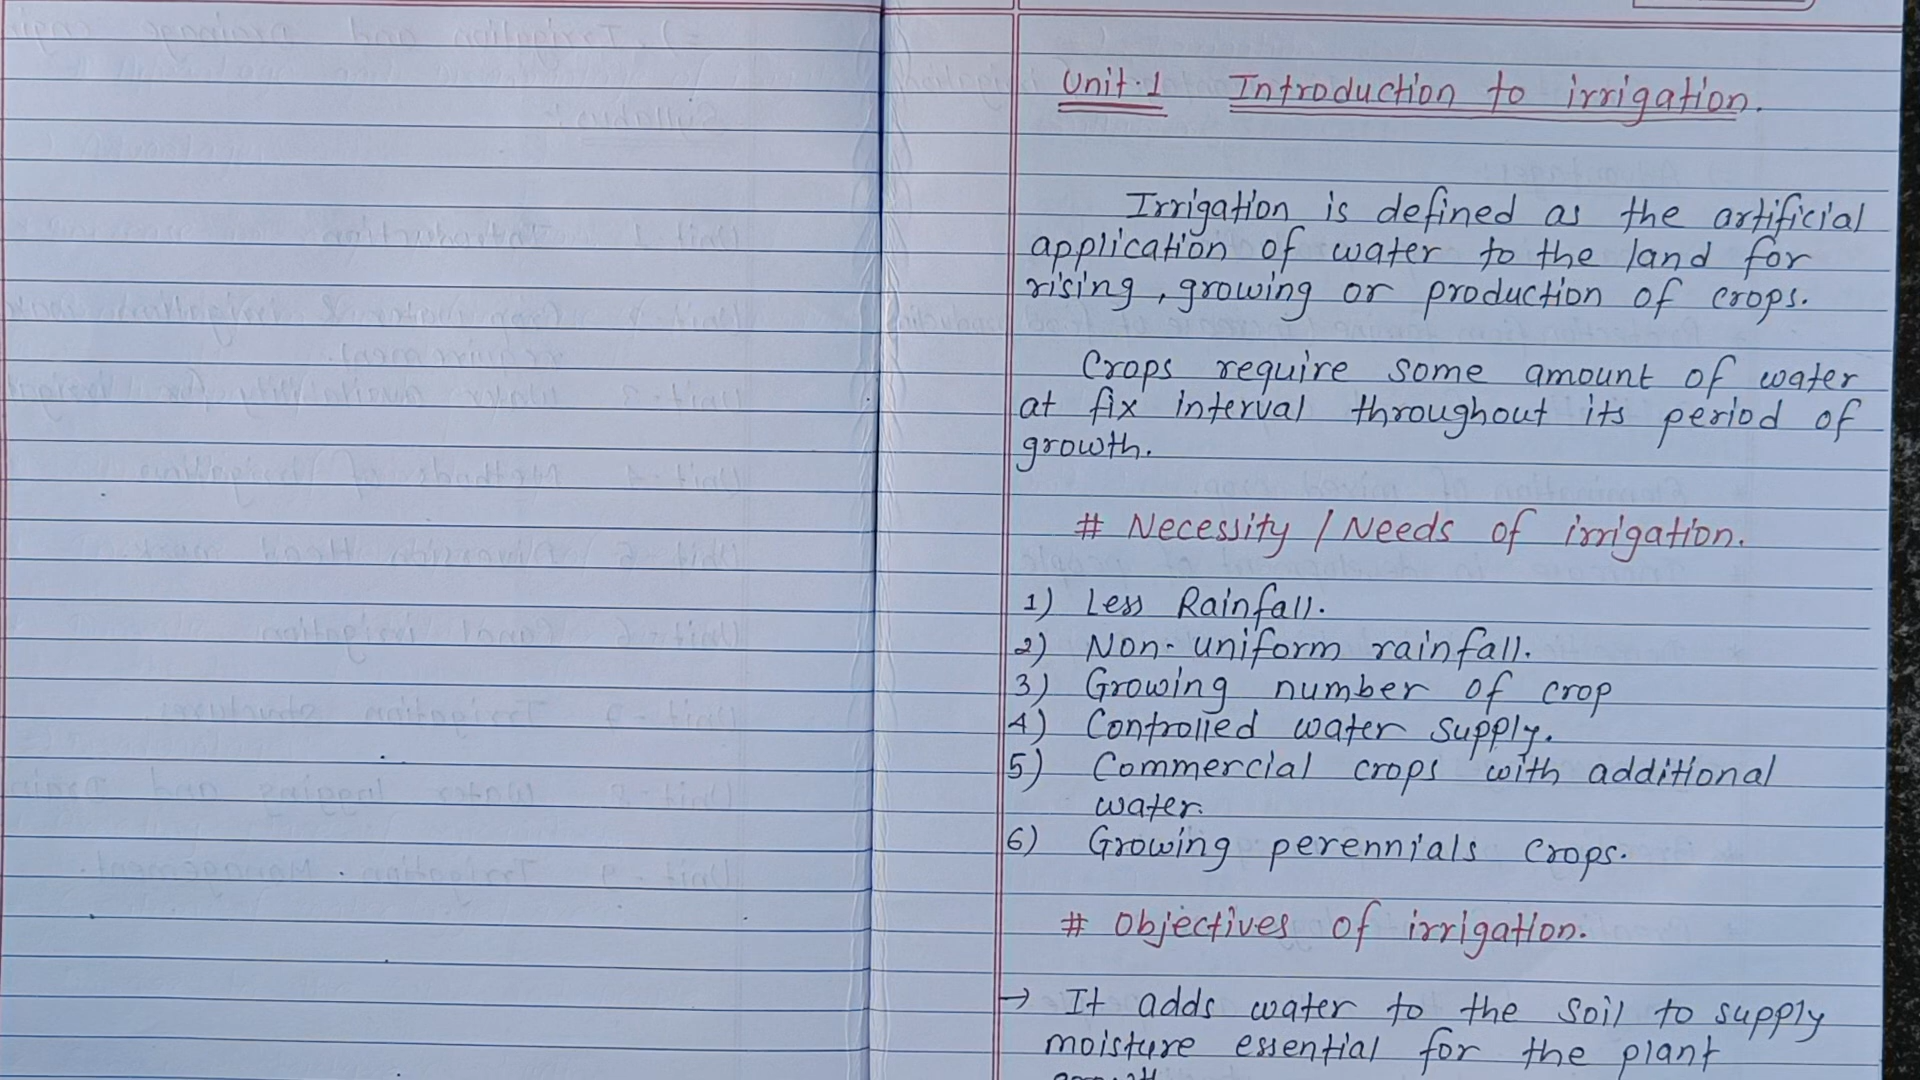 Unit-1 Introduction to irrigation.
Irrigation is defined as the artificial
application of water to the land for
rising, growing or production of crops.
Crops require some amount of water
at fix interval throughout its period of
growth.
# Necessity / Needs of irrigation.
1) Less Rainfall.
2) Non-uniform rainfall.
3) Growing number of crop
4) Controlled water supply.
5) Commercial crops with additional
water.
6) Growing perennials crops.
# Objectives of irrigation.
→ It adds water to the soil to supply
moisture essential for the plant